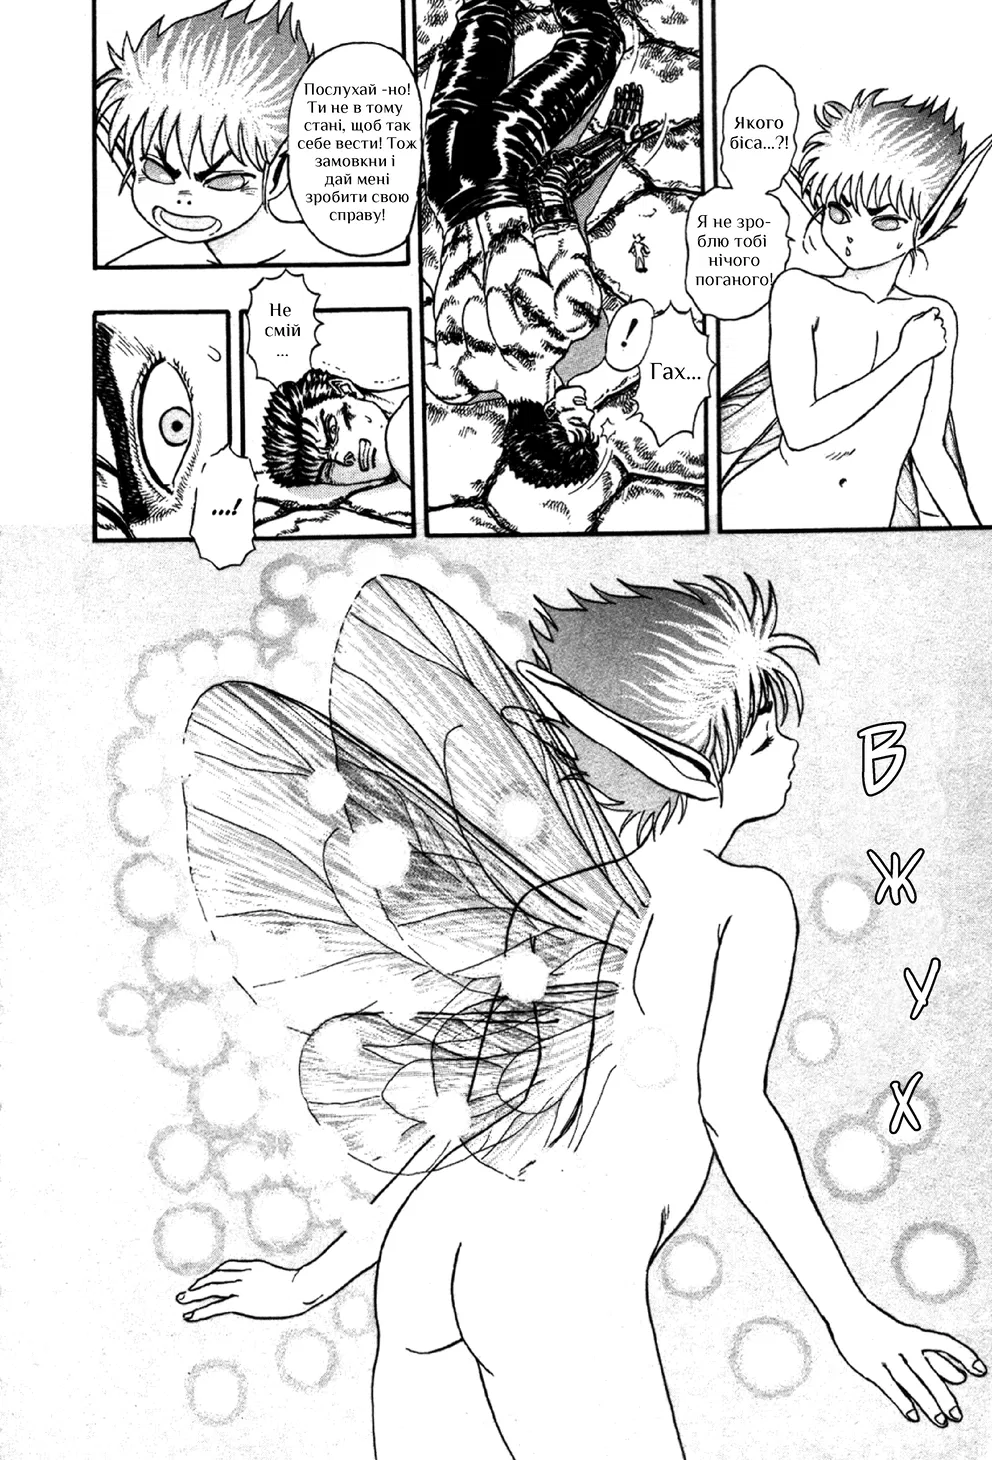 Якого
біса...?!
Я не зро-
блю тобі
нічого
поганого!
!
Гах...
Послухай -но!
Ти не в тому
стані, щоб так
себе вести! Тож
замовкни і
дай мені
зробити свою
справу!
Не
смій
...
...!
В
Ж
У
Х